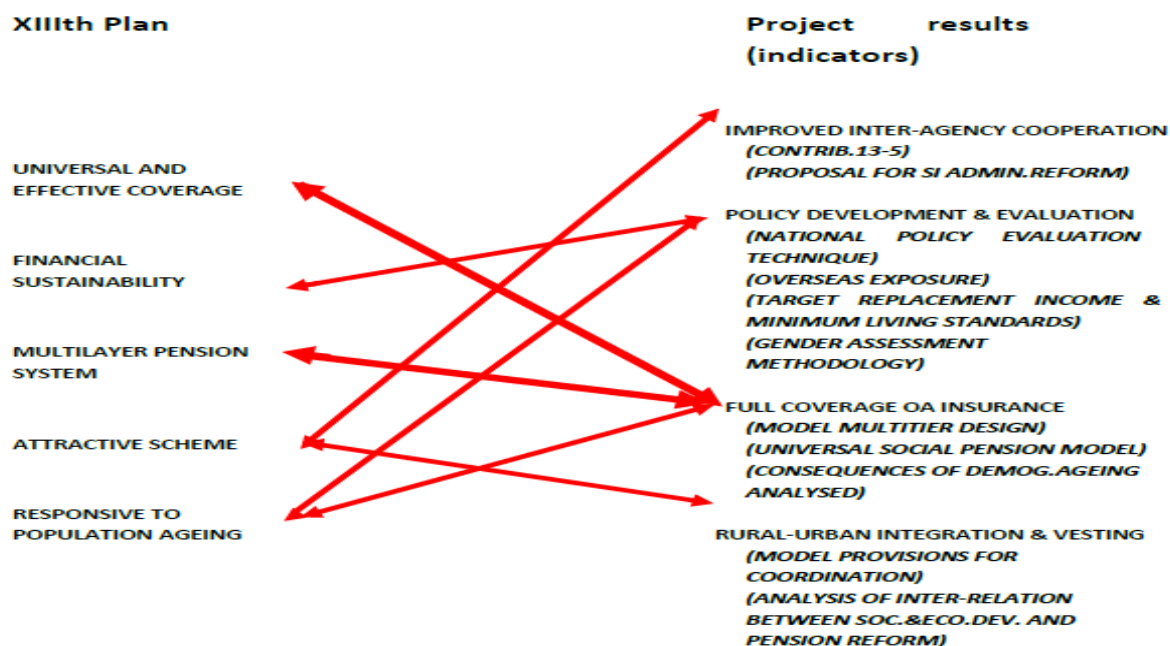 XIIIth Plan
UNIVERSAL AND
EFFECTIVE COVERAGE
FINANCIAL
SUSTAINABILITY
MULTILAYER PENSION
SYSTEM
ATTRACTIVE SCHEME
RESPONSIVE TO
POPULATION AGEING
Project results
(indicators)
IMPROVED INTER-AGENCY COOPERATION
(CONTRIB.13-5)
(PROPOSAL FOR SI ADMIN.REFORM)
POLICY DEVELOPMENT & EVALUATION
(NATIONAL POLICY EVALUATION
TECHNIQUE)
(OVERSEAS EXPOSURE)
(TARGET REPLACEMENT INCOME &
MINIMUM LIVING STANDARDS)
(GENDER ASSESSMENT
METHODOLOGY)
FULL COVERAGE OA INSURANCE
(MODEL MULTITIER DESIGN)
(UNIVERSAL SOCIAL PENSION MODEL)
(CONSEQUENCES OF DEMOG.AGEING
ANALYSED)
RURAL-URBAN INTEGRATION & VESTING
(MODEL PROVISIONS FOR
COORDINATION)
(ANALYSIS OF INTER-RELATION
BETWEEN SOC.&ECO.DEV. AND
PENSION REFORM)